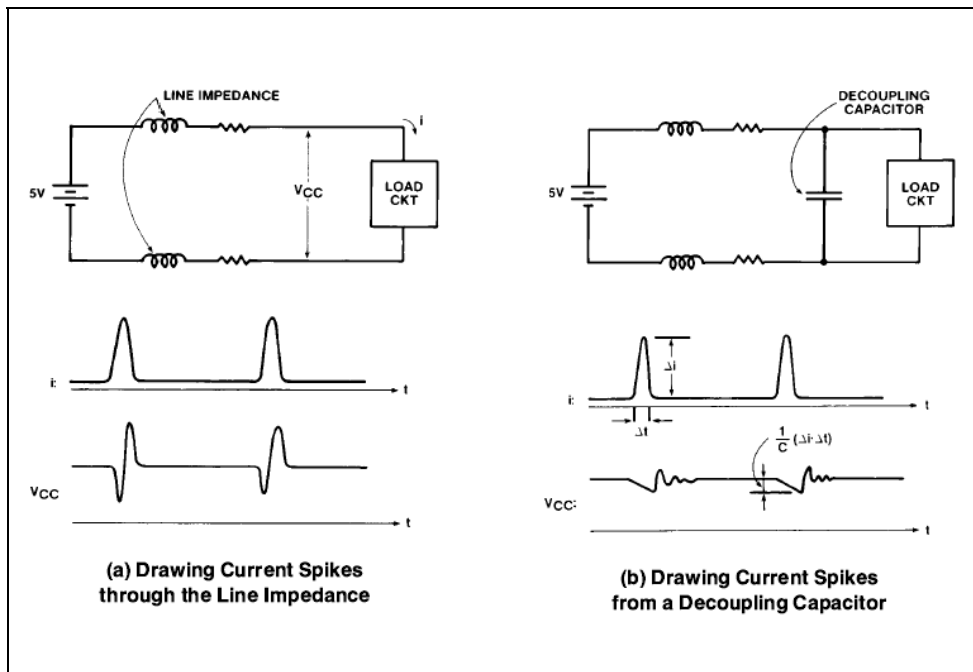 LINE IMPEDANCE
i
5V
VCC
LOAD
CKT
i:
t
VCC
t
(a) Drawing Current Spikes
through the Line Impedance
DECOUPLING
CAPACITOR
5V
LOAD
CKT
Δi
i:
t
Δt
1/C (Δi·Δt)
VCC:
t
(b) Drawing Current Spikes
from a Decoupling Capacitor